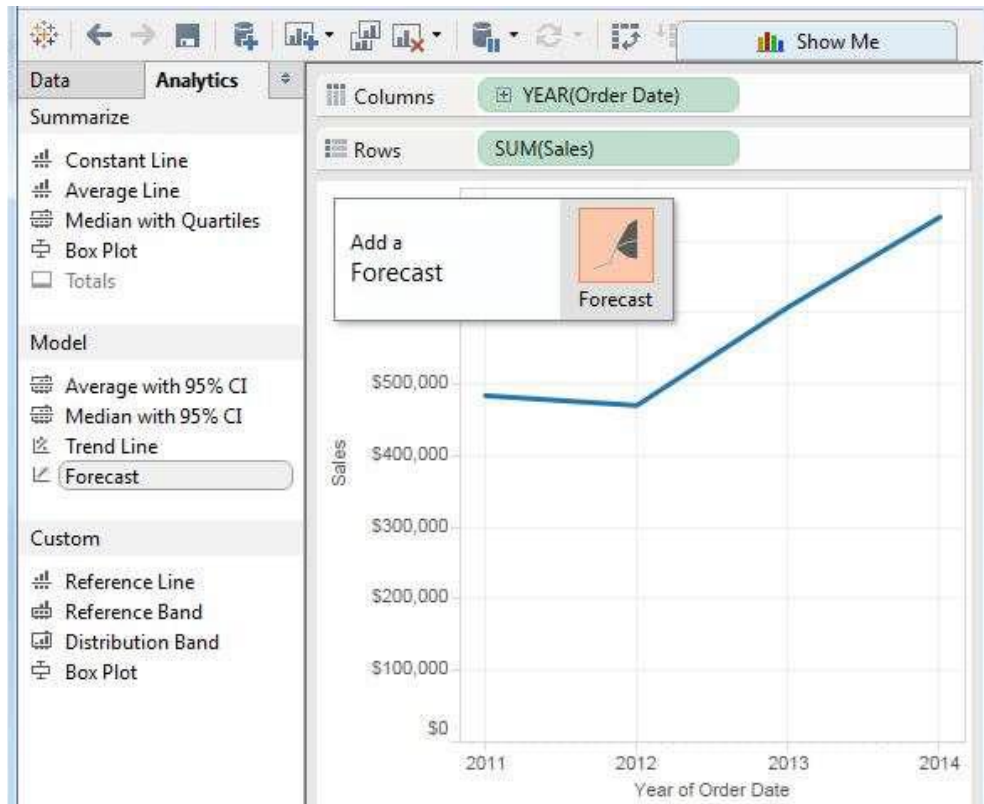 Show Me
Data Analytics
Summarize
Constant Line
Average Line
Median with Quartiles
Box Plot
Totals
Model
Average with 95% CI
Median with 95% CI
Trend Line
Forecast
Custom
Reference Line
Reference Band
Distribution Band
Box Plot
Columns YEAR(Order Date)
Rows SUM(Sales)
Add a
Forecast
Forecast
Sales
$500,000
$400,000
$300,000
$200,000
$100,000
$0
2011 2012 2013 2014
Year of Order Date